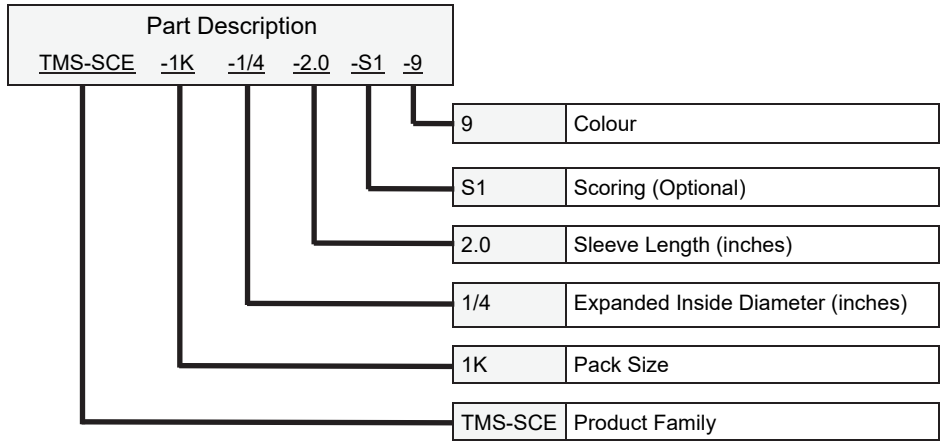 Part Description
TMS-SCE -1K -1/4 -2.0 -S1 -9
9 Colour
S1 Scoring (Optional)
2.0 Sleeve Length (inches)
1/4 Expanded Inside Diameter (inches)
1K Pack Size
TMS-SCE Product Family